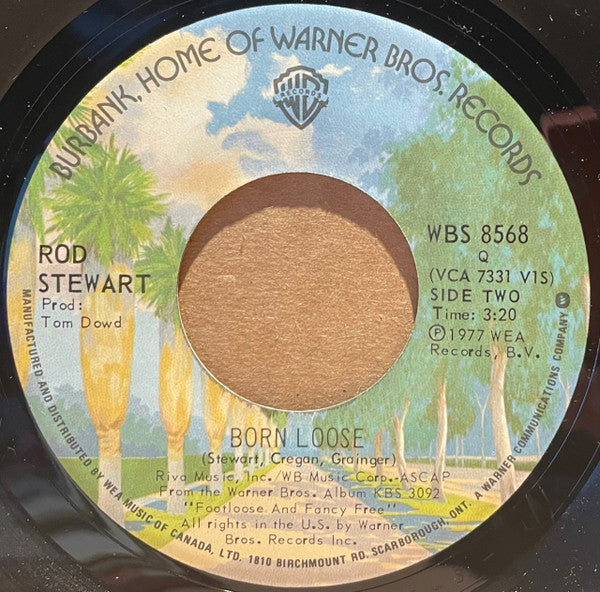 BURBANK, HOME OF WARNER BROS. RECORDS
RECORDS
ROD
STEWART
Prod:
Tom Dowd
WBS 8568
Q
(VCA 7331 V1S)
SIDE TWO
Time: 3:20
Ⓟ1977 WEA
Records, B.V.
BORN LOOSE
(Stewart, Cregan, Grainger)
Riva Music, Inc./WB Music Corp.-ASCAP
From the Warner Bros. Album KBS 3092
"Footloose And Fancy Free"
All rights in the U.S. by Warner
Bros. Records Inc.
MANUFACTURED AND DISTRIBUTED BY WEA MUSIC OF CANADA, LTD. 1810 BIRCHMOUNT RD. SCARBOROUGH, ONT. A WARNER COMMUNICATIONS COMPANY